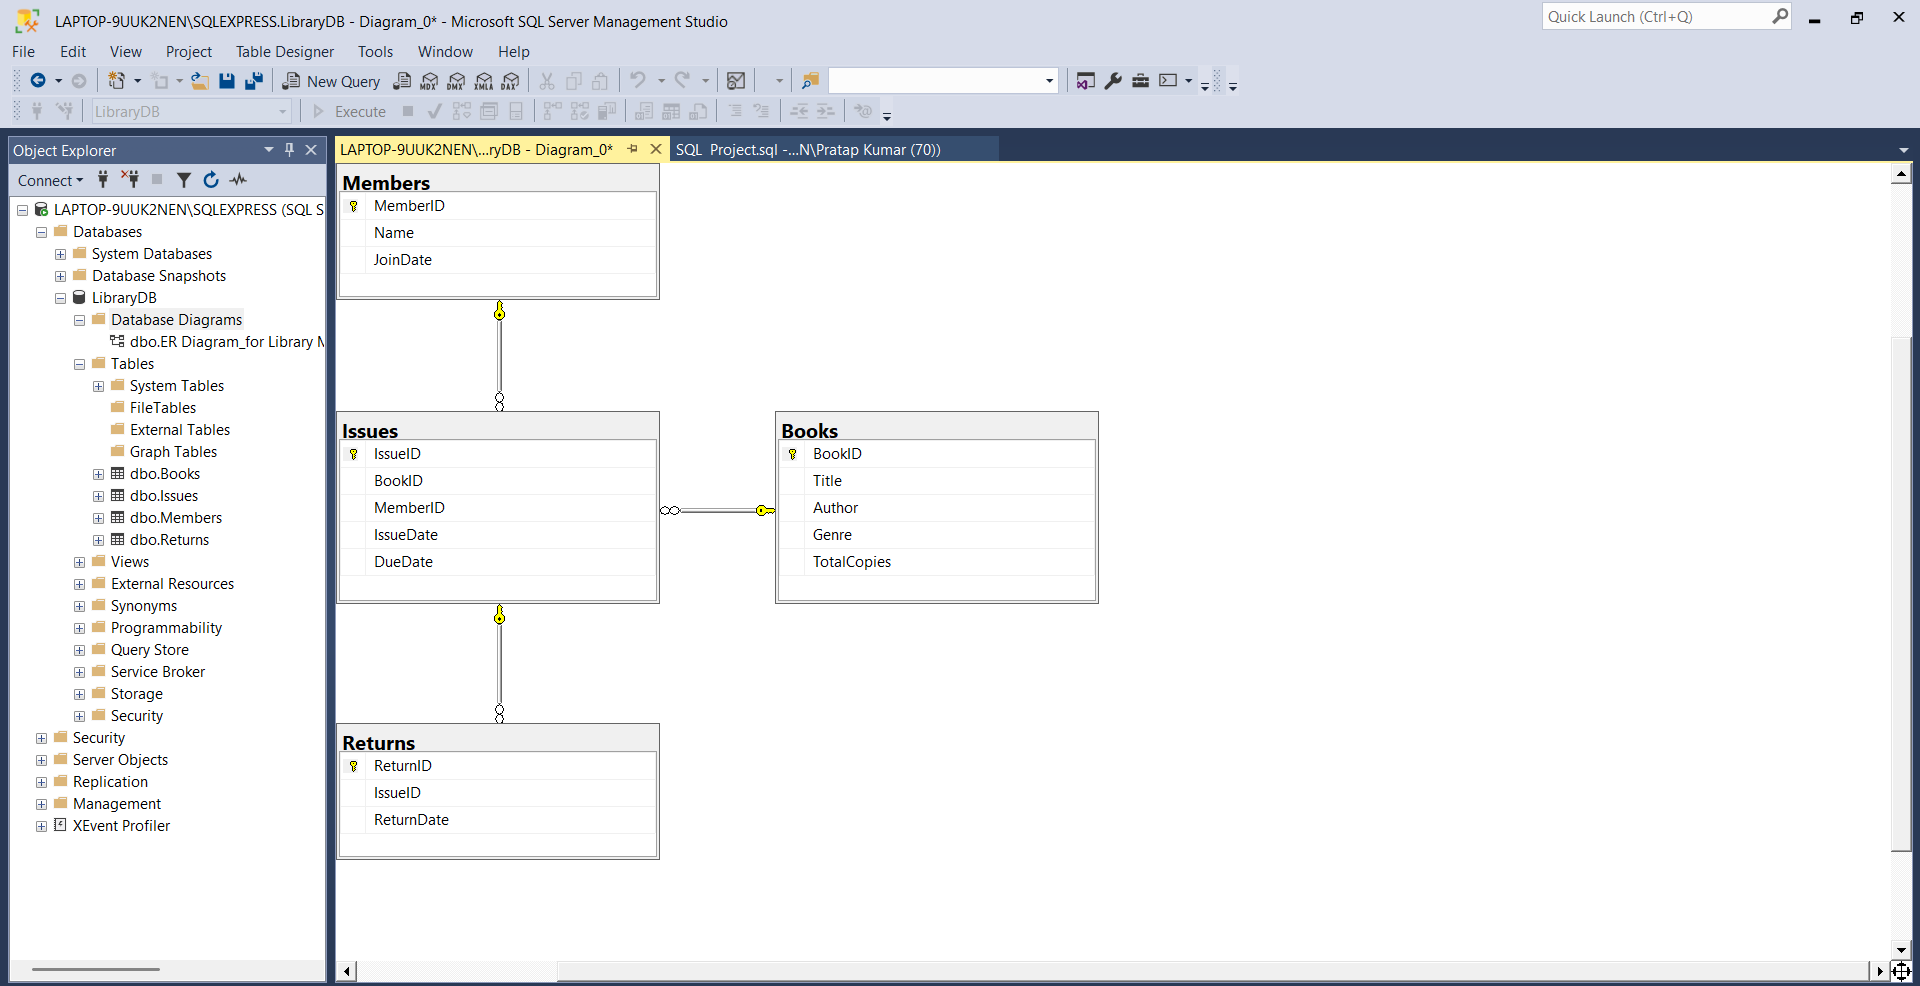 LAPTOP-9UUK2NEN\SQLEXPRESS.LibraryDB - Diagram_0* - Microsoft SQL Server Management Studio
Quick Launch (Ctrl+Q)
File Edit View Project Table Designer Tools Window Help
New Query MDX DMX XMLA DAX
LibraryDB Execute
Object Explorer
Connect
LAPTOP-9UUK2NEN\SQLEXPRESS (SQL S
Databases
System Databases
Database Snapshots
LibraryDB
Database Diagrams
dbo.ER Diagram_for Library M
Tables
System Tables
FileTables
External Tables
Graph Tables
dbo.Books
dbo.Issues
dbo.Members
dbo.Returns
Views
External Resources
Synonyms
Programmability
Query Store
Service Broker
Storage
Security
Security
Server Objects
Replication
Management
XEvent Profiler
LAPTOP-9UUK2NEN\...ryDB - Diagram_0* SQL Project.sql -...N\Pratap Kumar (70))
Members
MemberID
Name
JoinDate
Issues
IssueID
BookID
MemberID
IssueDate
DueDate
Books
BookID
Title
Author
Genre
TotalCopies
Returns
ReturnID
IssueID
ReturnDate